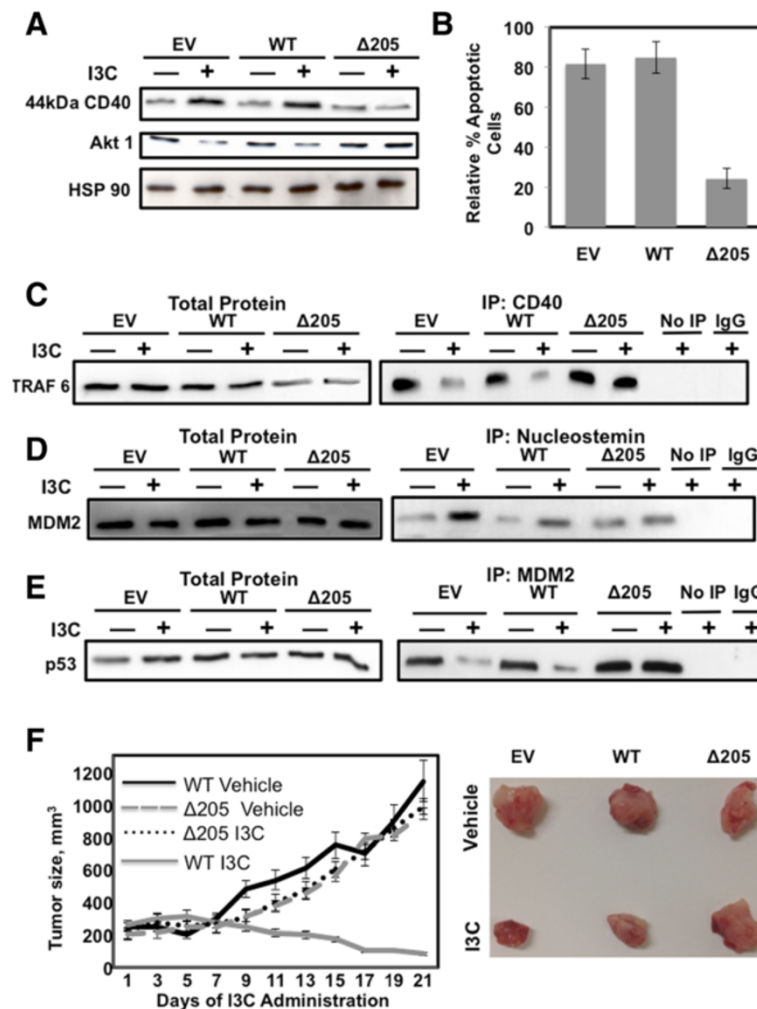 A
EV WT Δ205
I3C — + — + — +
44kDa CD40
Akt 1
HSP 90
B
Relative % Apoptotic
Cells
100
80
60
40
20
0
EV WT Δ205
C
Total Protein IP: CD40
EV WT Δ205 EV WT Δ205 No IP IgG
I3C — + — + — + — + — + — + + +
TRAF 6
D
Total Protein IP: Nucleostemin
EV WT Δ205 EV WT Δ205 No IP IgG
I3C — + — + — + — + — + — + + +
MDM2
E
Total Protein IP: MDM2
EV WT Δ205 EV WT Δ205 No IP IgG
I3C — + — + — + — + — + — + + +
p53
F
Tumor size, mm³
1200
1000
800
600
400
200
0
WT Vehicle
Δ205 Vehicle
Δ205 I3C
WT I3C
1 3 5 7 9 11 13 15 17 19 21
Days of I3C Administration
EV WT Δ205
Vehicle
I3C